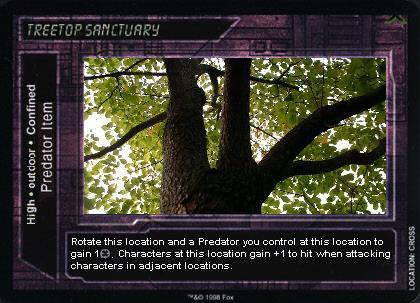 TREETOP SANCTUARY
High • outdoor • Confined
Predator Item
Rotate this location and a Predator you control at this location to
gain 1. Characters at this location gain +1 to hit when attacking
characters in adjacent locations.
LOCATION: CROSS
™&© 1998 Fox